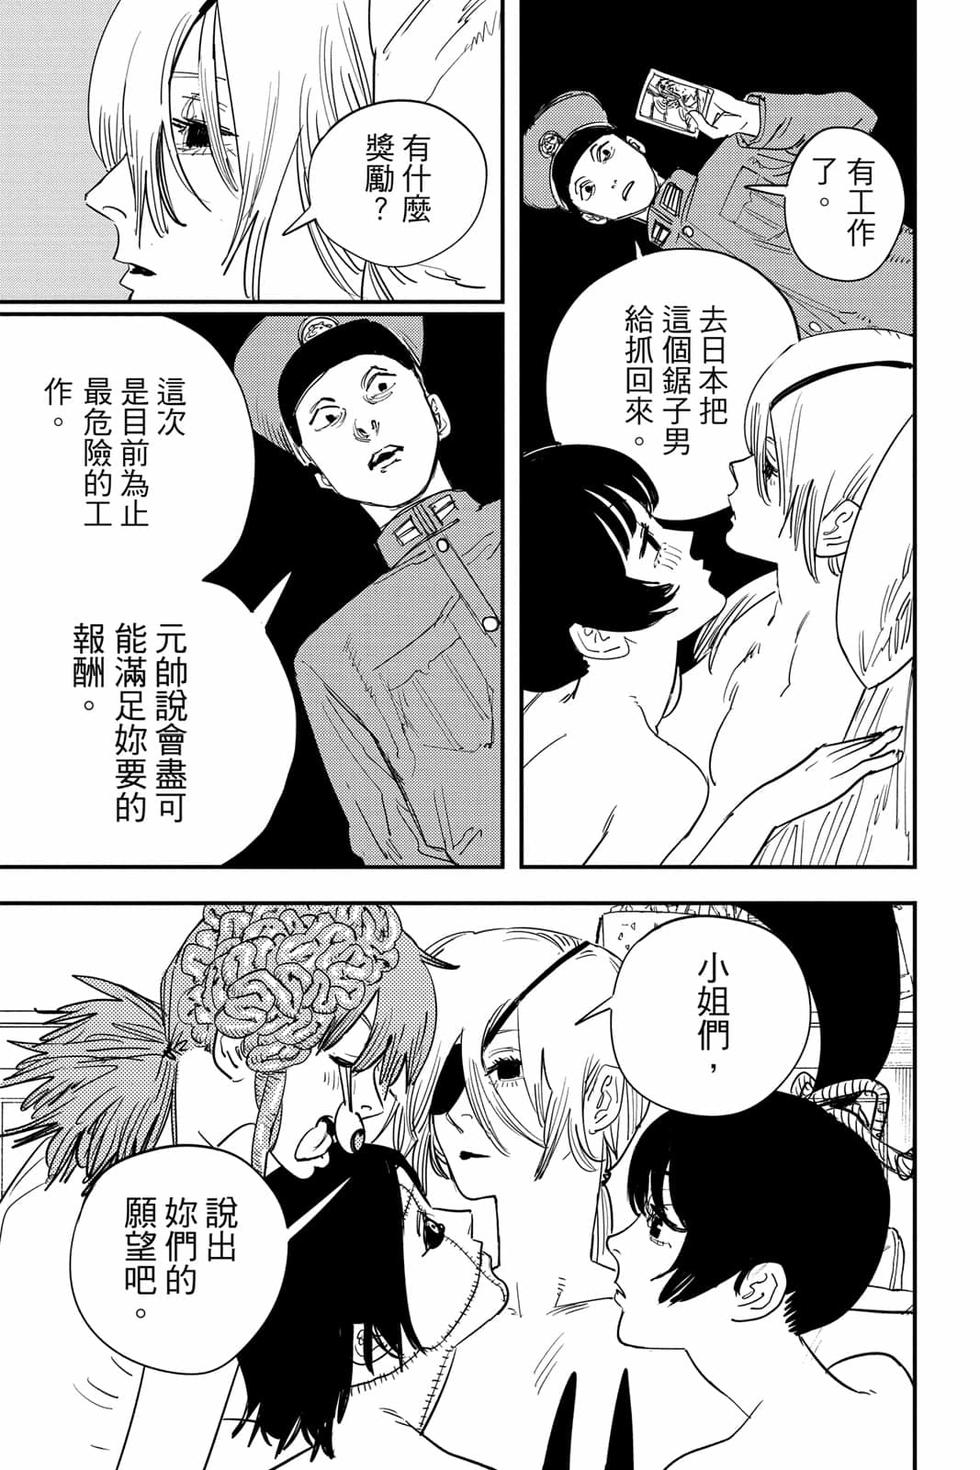 有工作
了。
去日本把
這個鋸子男
給抓回來。
有什麼
獎勵？
這次
是目前為止
最危險的工
作。
元帥說會盡可
能滿足妳要的
報酬。
小姐們，
說出
妳們的
願望吧。